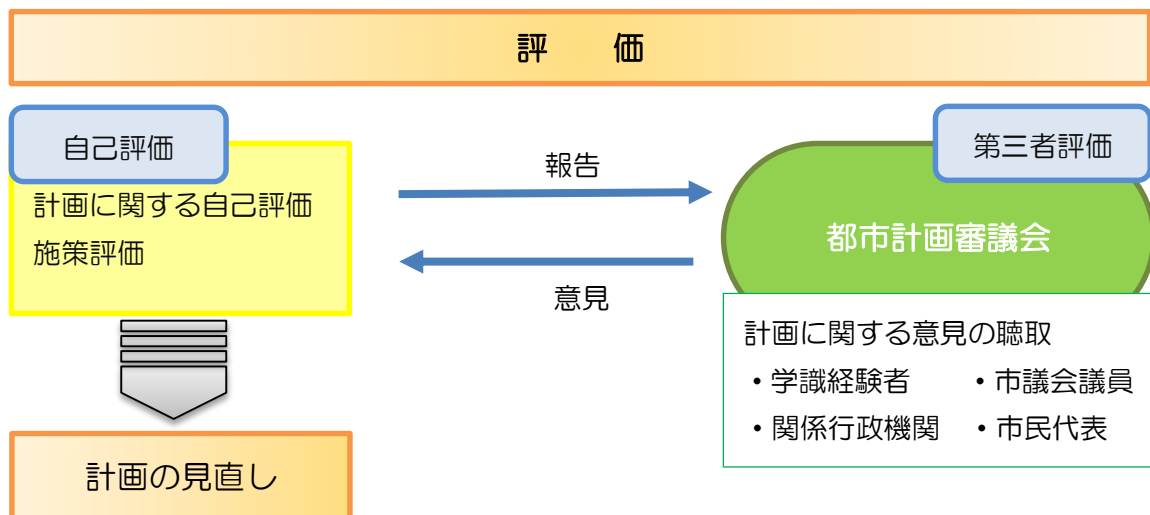 評　価
自己評価
計画に関する自己評価
施策評価
報告
意見
第三者評価
都市計画審議会
計画に関する意見の聴取
・学識経験者　・市議会議員
・関係行政機関　・市民代表
計画の見直し